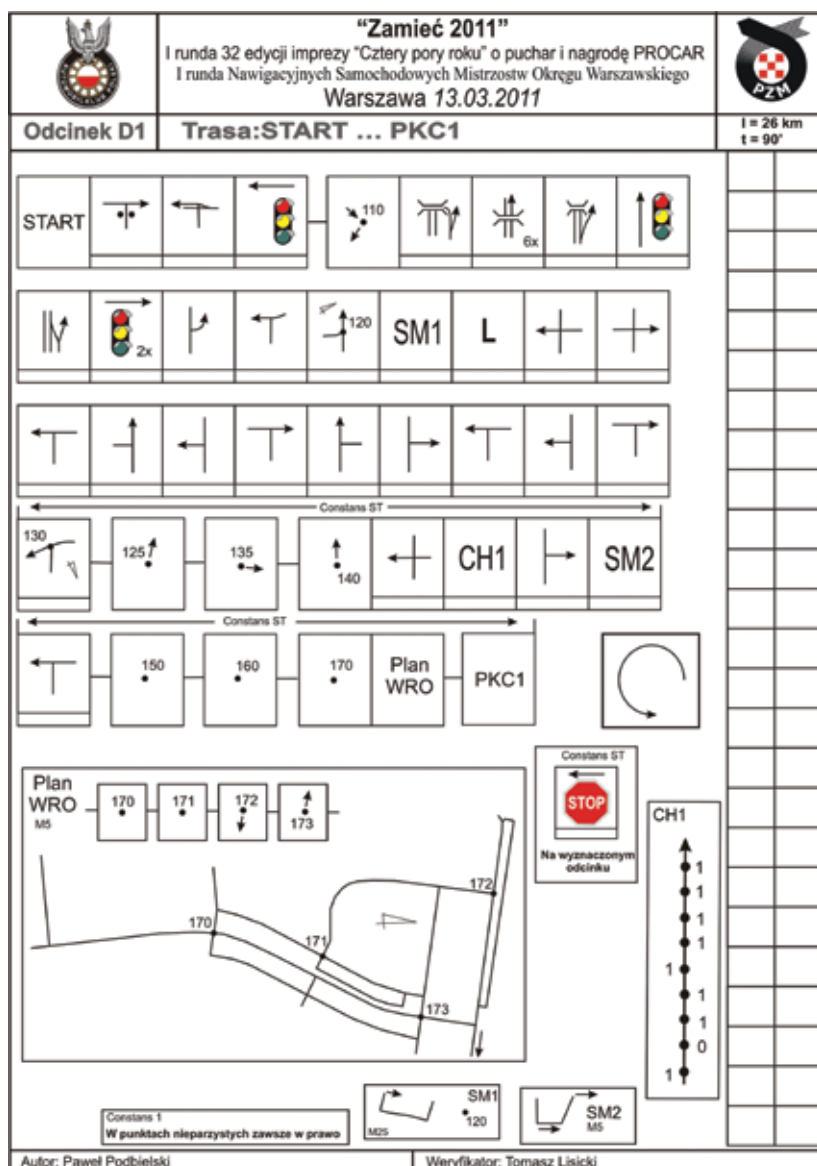 “Zamieć 2011”
I runda 32 edycji imprezy “Cztery pory roku” o puchar i nagrodę PROCAR
I runda Nawigacyjnych Samochodowych Mistrzostw Okręgu Warszawskiego
Warszawa 13.03.2011
PZM
Odcinek D1
Trasa:START ... PKC1
l = 26 km
t = 90'
START
110
6x
2x
120
SM1
L
Constans ST
130
125
135
140
CH1
SM2
Constans ST
150
160
170
Plan
WRO
PKC1
Plan
WRO
M5
170
171
172
173
170
171
172
173
Constans ST
STOP
Na wyznaczonym
odcinku
CH1
1
1
1
1
1
1
1
0
1
Constans 1
W punktach nieparzystych zawsze w prawo
SM1
120
M25
SM2
M5
Autor: Paweł Podbielski
Weryfikator: Tomasz Lisicki